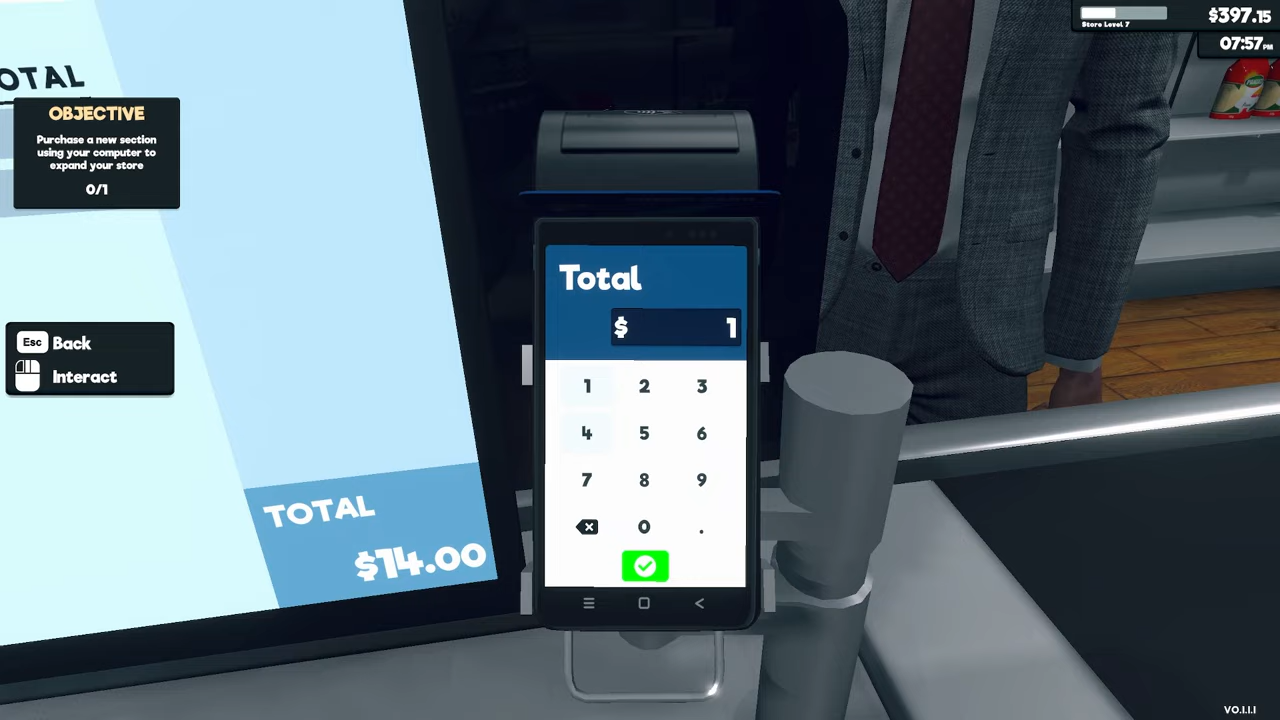 $397.15
Store Level 7
07:57PM
OTAL
OBJECTIVE
Purchase a new section
using your computer to
expand your store
0/1
Esc Back
Interact
TOTAL
$14.00
Total
$ 1
1 2 3
4 5 6
7 8 9
0 .
V0.1.1.1